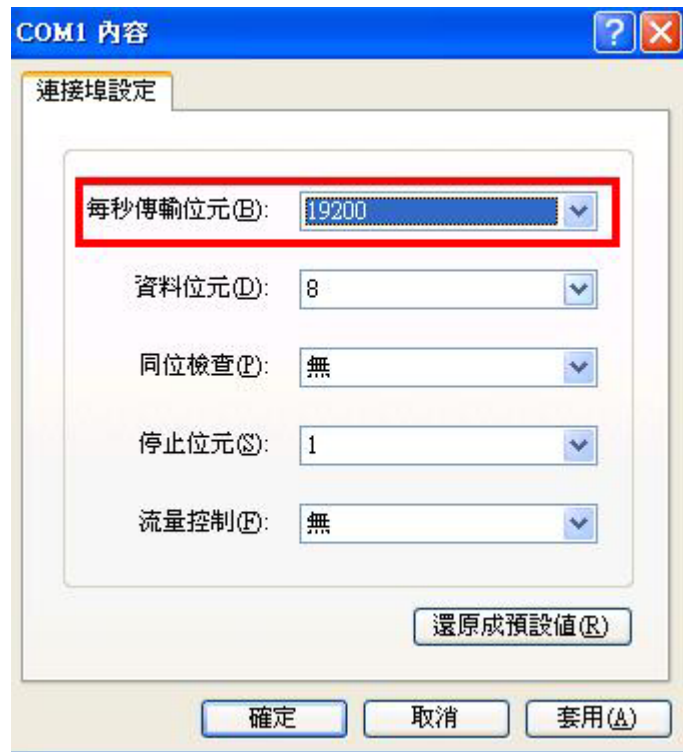 COM1 內容
連接埠設定
每秒傳輸位元(B): 19200
資料位元(D): 8
同位檢查(P): 無
停止位元(S): 1
流量控制(F): 無
還原成預設值(R)
確定 取消 套用(A)